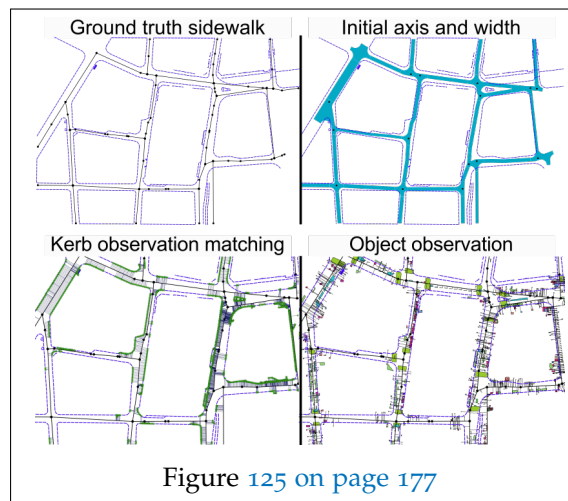 Ground truth sidewalk
Initial axis and width
Kerb observation matching
Object observation
Figure 125 on page 177